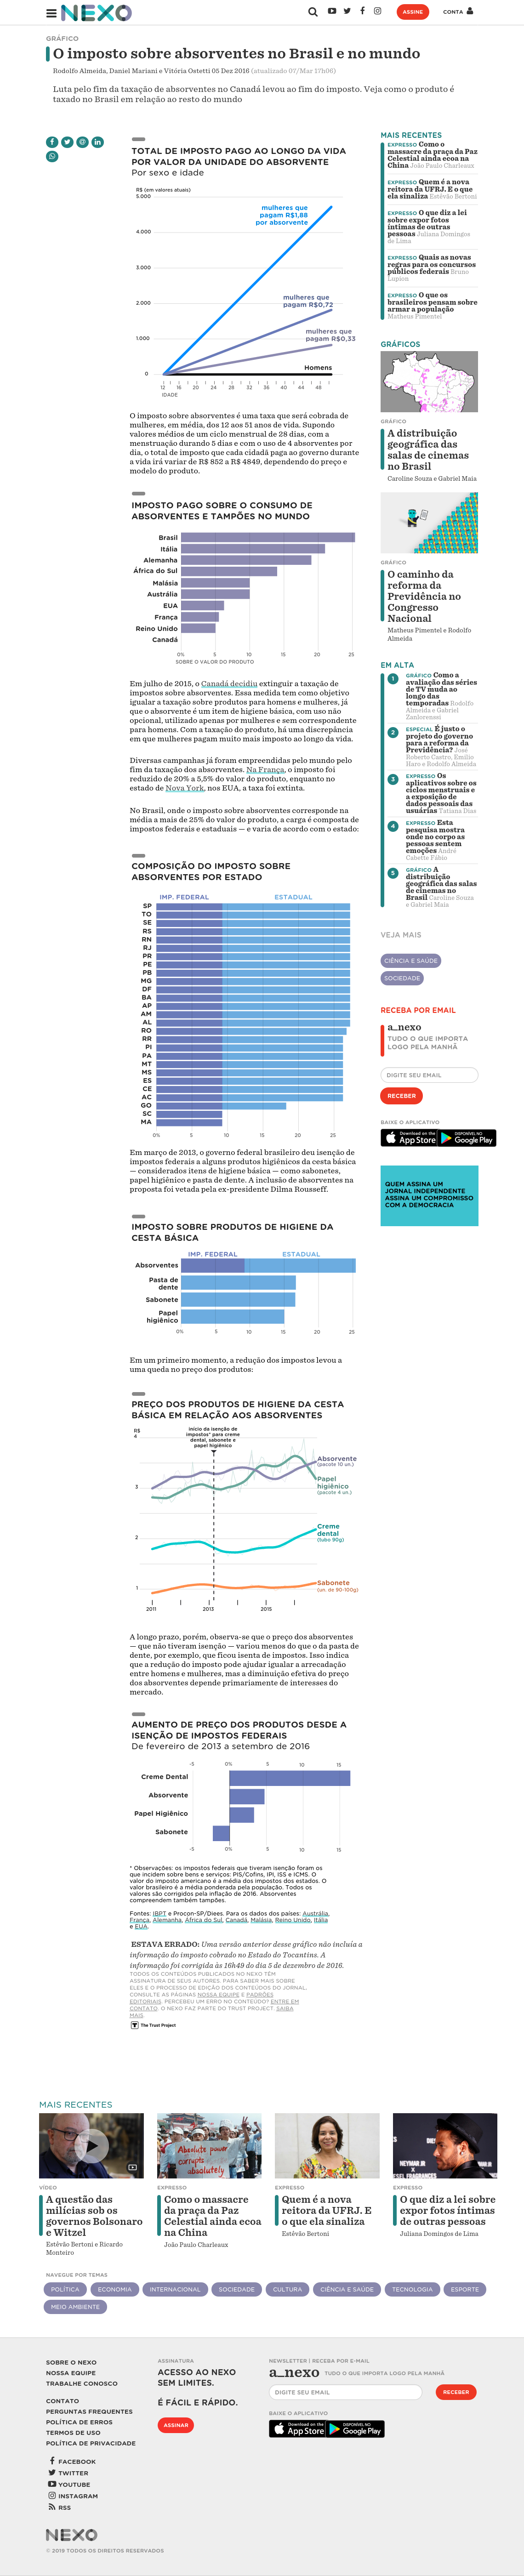 NEXO
ASSINE
CONTA
GRÁFICO
O imposto sobre absorventes no Brasil e no mundo
Rodolfo Almeida, Daniel Mariani e Vitória Ostetti 05 Dez 2016 (atualizado 07/Mar 17h06)
Luta pelo fim da taxação de absorventes no Canadá levou ao fim do imposto. Veja como o produto é
taxado no Brasil em relação ao resto do mundo
TOTAL DE IMPOSTO PAGO AO LONGO DA VIDA
POR VALOR DA UNIDADE DO ABSORVENTE
Por sexo e idade
R$ (em valores atuais)
5.000
4.000
3.000
2.000
1.000
0
mulheres que
pagam R$1,88
por absorvente
mulheres que
pagam R$0,72
mulheres que
pagam R$0,33
Homens
12 16 20 24 28 32 36 40 44 48
IDADE
O imposto sobre absorventes é uma taxa que será cobrada de
mulheres, em média, dos 12 aos 51 anos de vida. Supondo
valores médios de um ciclo menstrual de 28 dias, com a
menstruação durando 5 dias e com o uso de 4 absorventes por
dia, o total de imposto que cada cidadã paga ao governo durante
a vida irá variar de R$ 852 a R$ 4849, dependendo do preço e
modelo do produto.
IMPOSTO PAGO SOBRE O CONSUMO DE
ABSORVENTES E TAMPÕES NO MUNDO
Brasil
Itália
Alemanha
África do Sul
Malásia
Austrália
EUA
França
Reino Unido
Canadá
0% 5 10 15 20 25
SOBRE O VALOR DO PRODUTO
Em julho de 2015, o Canadá decidiu extinguir a taxação de
impostos sobre absorventes. Essa medida teve como objetivo
igualar a taxação sobre produtos para homens e mulheres, já
que o absorvente é um item de higiene básica, com uso não
opcional, utilizado apenas por mulheres e homens trans. Com a
taxação de um produto que apenas elas compram, acabaria por
em mulheres pagando muito mais imposto ao longo da vida.
Diversas campanhas já foram empreendidas pelo mundo pelo
fim da taxação dos absorventes. Na França, o imposto foi
reduzido de 20% a 5,5% do valor do produto, enquanto no
estado de Nova York, nos EUA, a taxa foi extinta.
No Brasil, onde o imposto sobre o absorvente corresponde na
média a mais de 25% do valor do produto, a carga é composta de
impostos federais e estaduais — e varia de acordo com o estado:
COMPOSIÇÃO DO IMPOSTO SOBRE
ABSORVENTES POR ESTADO
IMP. FEDERAL ESTADUAL
SP
TO
SE
RS
RN
RJ
PR
PE
PB
MG
DF
BA
AP
AM
AL
RO
RR
PI
PA
MT
MS
ES
CE
AC
GO
SC
MA
0% 5 10 15 20 25
Em março de 2013, o governo federal brasileiro deu isenção de
impostos federais a alguns produtos higiênicos da cesta básica
— considerados itens de higiene básica — womens, papel
papel higiênico e pasta de dente. A inclusão de absorventes na
proposta foi vetada pela ex-presidente Dilma Rousseff.
IMPOSTO SOBRE PRODUTOS DE HIGIENE DA
CESTA BÁSICA
IMP. FEDERAL ESTADUAL
Absorventes
Pasta de
dente
Sabonete
Papel
higiênico
0% 5 10 15 20 25
Em um primeiro momento, a redução dos impostos levou a
uma queda no preço dos produtos:
PREÇO DOS PRODUTOS DE HIGIENE DA CESTA
BÁSICA EM RELAÇÃO AOS ABSORVENTES
R$
4
3
2
1
início da isenção de
impostos* para creme
dental, sabonete e
papel higiênico
Absorvente
(pacote 10 un.)
Papel
higiênico
(pacote 4 un.)
Creme
dental
(tubo 90g)
Sabonete
(un. de 80-100g)
2011 2013 2015
A longo prazo, porém, observa-se que o preço dos absorventes
— que não tiveram isenção — variou menos do que o da pasta de
dente, por exemplo, que ficou isenta de impostos. Isso indica
que a redução de impostos pode ajudar igualar a arrecadação
entre homens e mulheres, mas a diminuição efetiva do preço
dos absorventes depende primariamente do interesse do
mercado.
AUMENTO DE PREÇO DOS PRODUTOS DESDE A
ISENÇÃO DE IMPOSTOS FEDERAIS
De fevereiro de 2013 a setembro de 2016
-5 0% 5 10 15
Creme Dental
Absorvente
Papel Higiênico
Sabonete
-5 0% 5 10 15
* Observações: os impostos federais que tiveram isenção foram os
que incidem sobre bens e serviços: PIS/Cofins, IPI, ISS e ICMS. O
valor do imposto americano é a média dos impostos dos estados. O
valor brasileiro é a média ponderada pela população. Todos os
valores são corrigidos pela inflação de 2016. Absorventes
compreendem também tampões.
Fontes: IBPT e Procon-SP/Dieese. Para os dados dos países: Austrália,
França, Alemanha, África do Sul, Canadá, Malásia, Reino Unido, Itália
e EUA.
ESTAVA ERRADO: Uma versão anterior desse gráfico não incluía a
informação do imposto cobrado no Estado do Tocantins. A
informação foi corrigida às 16h49 do dia 5 de dezembro de 2016.
TODOS OS CONTEÚDOS PUBLICADOS NO NEXO TÊM
ASSINATURA DE SEUS AUTORES. PARA SABER MAIS SOBRE
ELES E O PROCESSO DE EDIÇÃO DOS CONTEÚDOS DO JORNAL,
CONSULTE AS PÁGINAS NOSSA EQUIPE E PADRÕES
EDITORIAIS. PERCEBEU UM ERRO NO CONTEÚDO? ENTRE EM
CONTATO. O NEXO FAZ PARTE DO TRUST PROJECT. SAIBA
MAIS.
The Trust Project
MAIS RECENTES
EXPRESSO Como o
massacre da praça da Paz
Celestial ainda ecoa na
China João Paulo Charleaux
EXPRESSO Quem é a nova
reitora da UFRJ. E o que
ela sinaliza Estêvão Bertoni
EXPRESSO O que diz a lei
sobre expor fotos
íntimas de outras
pessoas Juliana Domingos
de Lima
EXPRESSO Quais as novas
regras para os concursos
públicos federais Bruno
Lupion
EXPRESSO O que os
brasileiros pensam sobre
armar a população
Matheus Pimentel
GRÁFICOS
GRÁFICO
A distribuição
geográfica das
salas de cinemas
no Brasil
Caroline Souza e Gabriel Maia
GRÁFICO
O caminho da
reforma da
Previdência no
Congresso
Nacional
Matheus Pimentel e Rodolfo
Almeida
EM ALTA
1 GRÁFICO Como a
avaliação das séries
de TV muda ao
longo das
temporadas Rodolfo
Almeida e Gabriel
Zanlorenssi
2 ESPECIAL É justo o
projeto do governo
para a reforma da
Previdência? José
Roberto Castro, Emilio
Haro e Rodolfo Almeida
3 EXPRESSO Os
aplicativos sobre os
ciclos menstruais e
a exposição de
dados pessoais das
usuárias Tatiana Dias
4 EXPRESSO Esta
pesquisa mostra
onde no corpo as
pessoas sentem
emoções André
Cabette Fábio
5 GRÁFICO A
distribuição
geográfica das salas
de cinemas no
Brasil Caroline Souza
e Gabriel Maia
VEJA MAIS
CIÊNCIA E SAÚDE
SOCIEDADE
RECEBA POR EMAIL
a_nexo
TUDO O QUE IMPORTA
LOGO PELA MANHÃ
DIGITE SEU EMAIL
RECEBER
BAIXE O APLICATIVO
Download on the App Store
DISPONÍVEL NO Google Play
QUEM ASSINA UM
JORNAL INDEPENDENTE
ASSINA UM COMPROMISSO
COM A DEMOCRACIA
MAIS RECENTES
Absolute power
corrupts
absolutely
NEYMAR JR
DIESEL FRAGRANCES
VÍDEO
A questão das
milícias sob os
governos Bolsonaro
e Witzel
Estêvão Bertoni e Ricardo
Monteiro
EXPRESSO
Como o massacre
da praça da Paz
Celestial ainda ecoa
na China
João Paulo Charleaux
EXPRESSO
Quem é a nova
reitora da UFRJ. E
o que ela sinaliza
Estêvão Bertoni
EXPRESSO
O que diz a lei sobre
expor fotos íntimas
de outras pessoas
Juliana Domingos de Lima
NAVEGUE POR TEMAS
POLÍTICA ECONOMIA INTERNACIONAL SOCIEDADE CULTURA CIÊNCIA E SAÚDE TECNOLOGIA ESPORTE
MEIO AMBIENTE
SOBRE O NEXO
NOSSA EQUIPE
TRABALHE CONOSCO
CONTATO
PERGUNTAS FREQUENTES
POLÍTICA DE ERROS
TERMOS DE USO
POLÍTICA DE PRIVACIDADE
FACEBOOK
TWITTER
YOUTUBE
INSTAGRAM
RSS
ASSINATURA
ACESSO AO NEXO
SEM LIMITES.
É FÁCIL E RÁPIDO.
ASSINAR
NEWSLETTER | RECEBA POR E-MAIL
a_nexo TUDO O QUE IMPORTA LOGO PELA MANHÃ
DIGITE SEU EMAIL
RECEBER
BAIXE O APLICATIVO
Download on the App Store
DISPONÍVEL NO Google Play
NEXO
© 2019 TODOS OS DIREITOS RESERVADOS